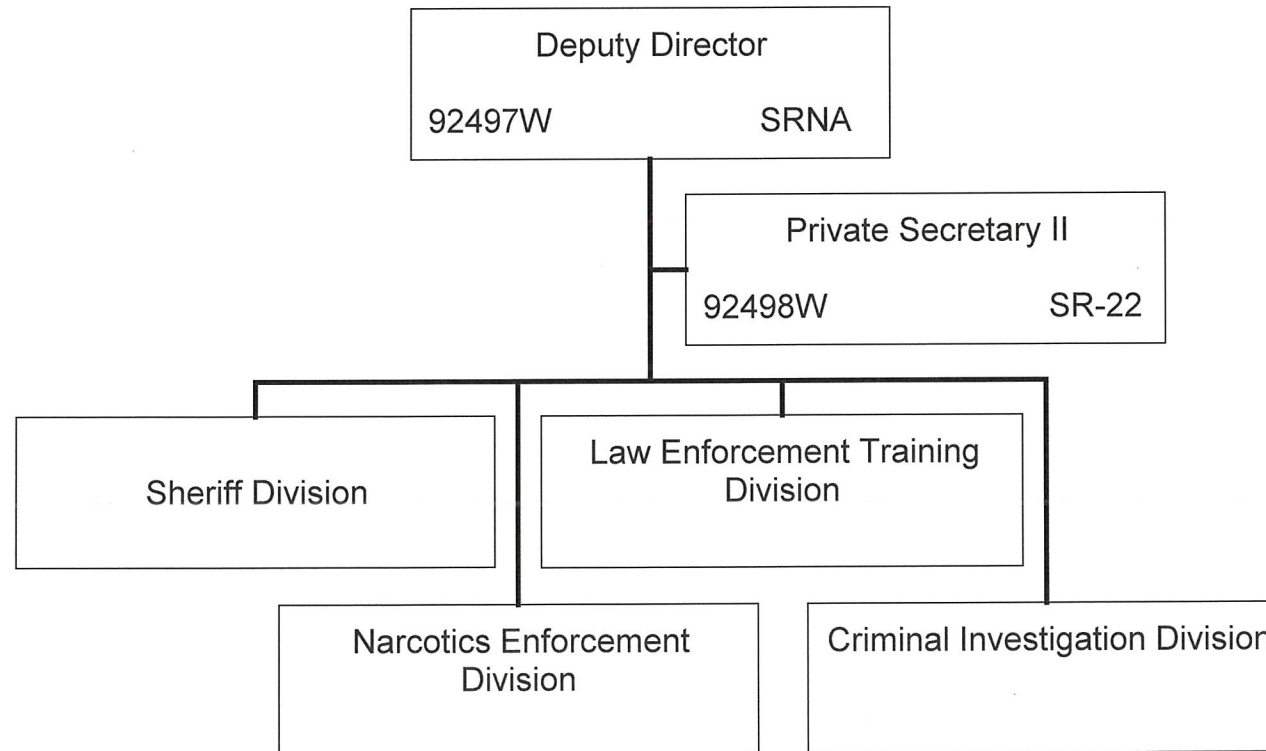 Deputy Director
92497W SRNA
Private Secretary II
92498W SR-22
Sheriff Division
Law Enforcement Training
Division
Narcotics Enforcement
Division
Criminal Investigation Division